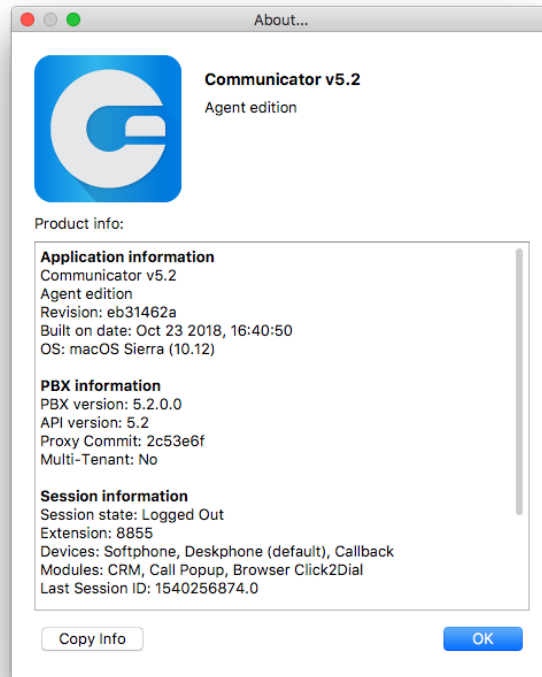 About...
Communicator v5.2
Agent edition
Product info:
Application information
Communicator v5.2
Agent edition
Revision: eb31462a
Built on date: Oct 23 2018, 16:40:50
OS: macOS Sierra (10.12)
PBX information
PBX version: 5.2.0.0
API version: 5.2
Proxy Commit: 2c53e6f
Multi-Tenant: No
Session information
Session state: Logged Out
Extension: 8855
Devices: Softphone, Deskphone (default), Callback
Modules: CRM, Call Popup, Browser Click2Dial
Last Session ID: 1540256874.0
Copy Info
OK